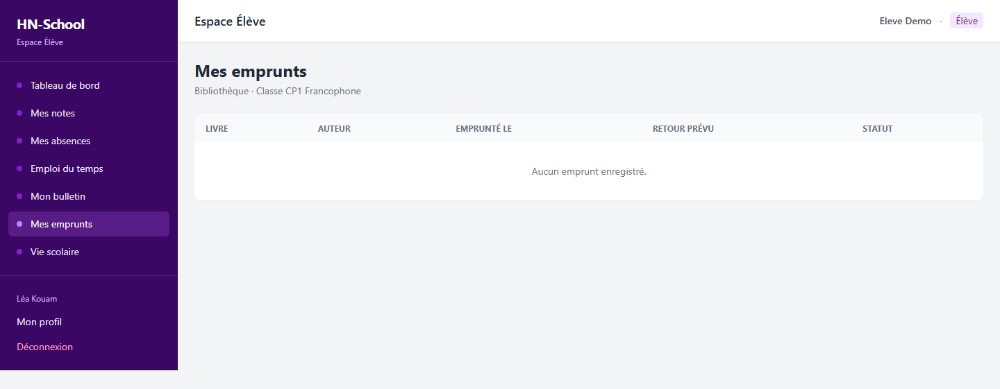 HN-School
Espace Élève
Tableau de bord
Mes notes
Mes absences
Emploi du temps
Mon bulletin
Mes emprunts
Vie scolaire
Léa Kouam
Mon profil
Déconnexion
Espace Élève
Eleve Demo · Élève
Mes emprunts
Bibliothèque · Classe CP1 Francophone
LIVRE AUTEUR EMPRUNTÉ LE RETOUR PRÉVU STATUT
Aucun emprunt enregistré.